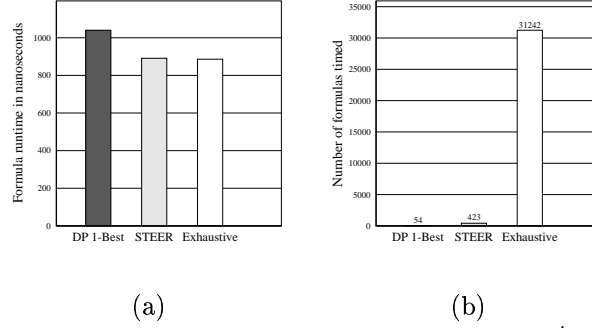 Formula runtime in nanoseconds
1000
800
600
400
200
0
DP 1-Best STEER Exhaustive
(a)
Number of formulas timed
35000
30000
25000
20000
15000
10000
5000
0
54
423
31242
DP 1-Best STEER Exhaustive
(b)